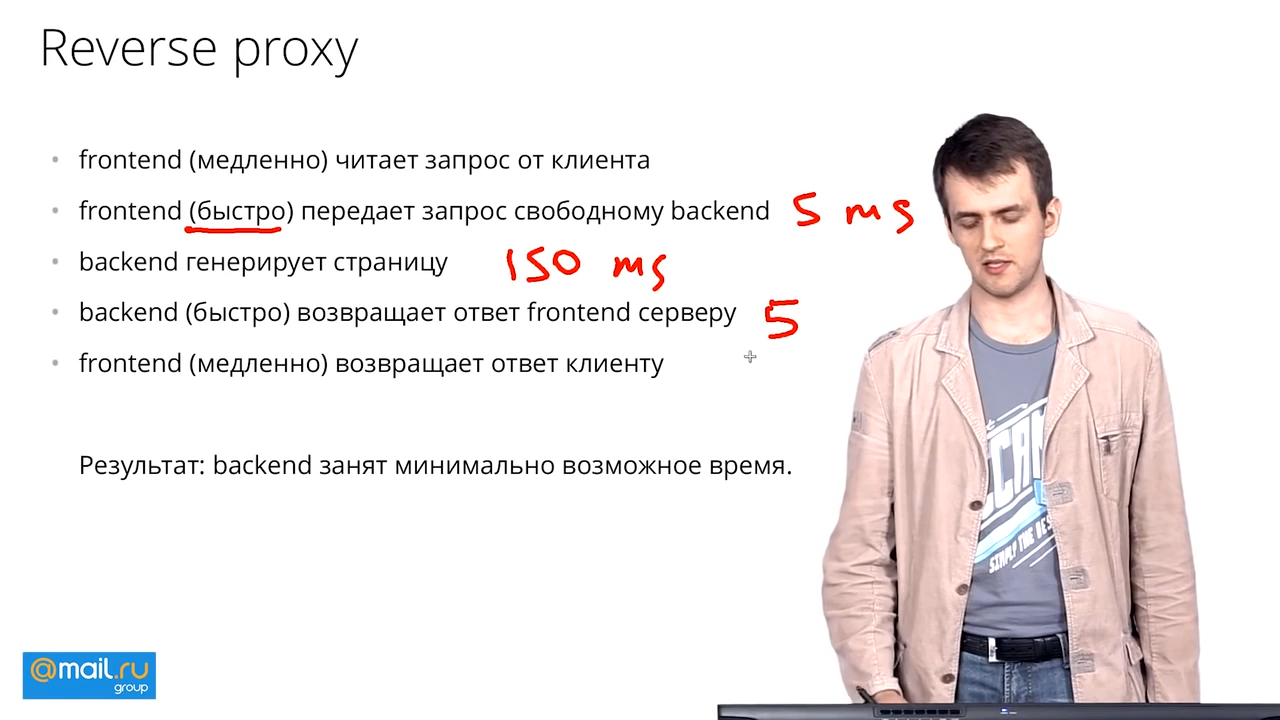 Reverse proxy
• frontend (медленно) читает запрос от клиента
• frontend (быстро) передает запрос свободному backend 5 ms
• backend генерирует страницу 150 ms
• backend (быстро) возвращает ответ frontend серверу 5
• frontend (медленно) возвращает ответ клиенту
Результат: backend занят минимально возможное время.
SIMPLY THE
@mail.ru
group